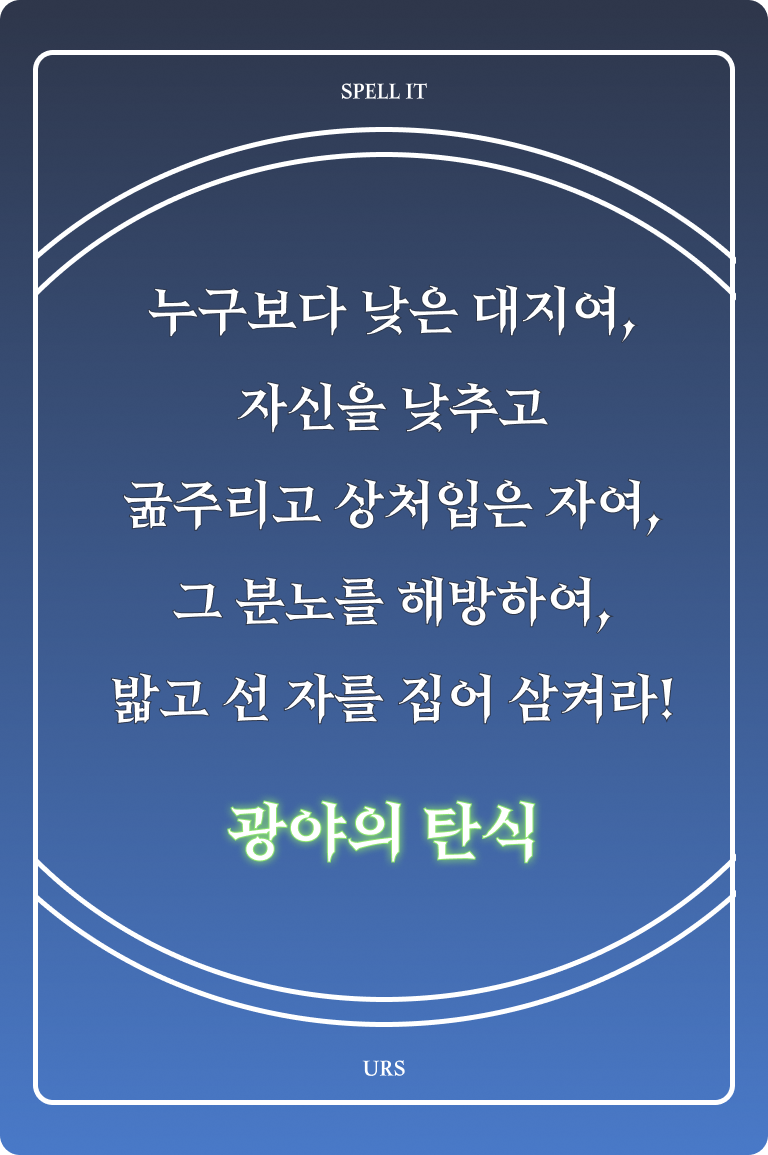 SPELL IT
누구보다 낮은 대지여,
자신을 낮추고
굶주리고 상처입은 자여,
그 분노를 해방하여,
밟고 선 자를 집어 삼켜라!
광야의 탄식
URS